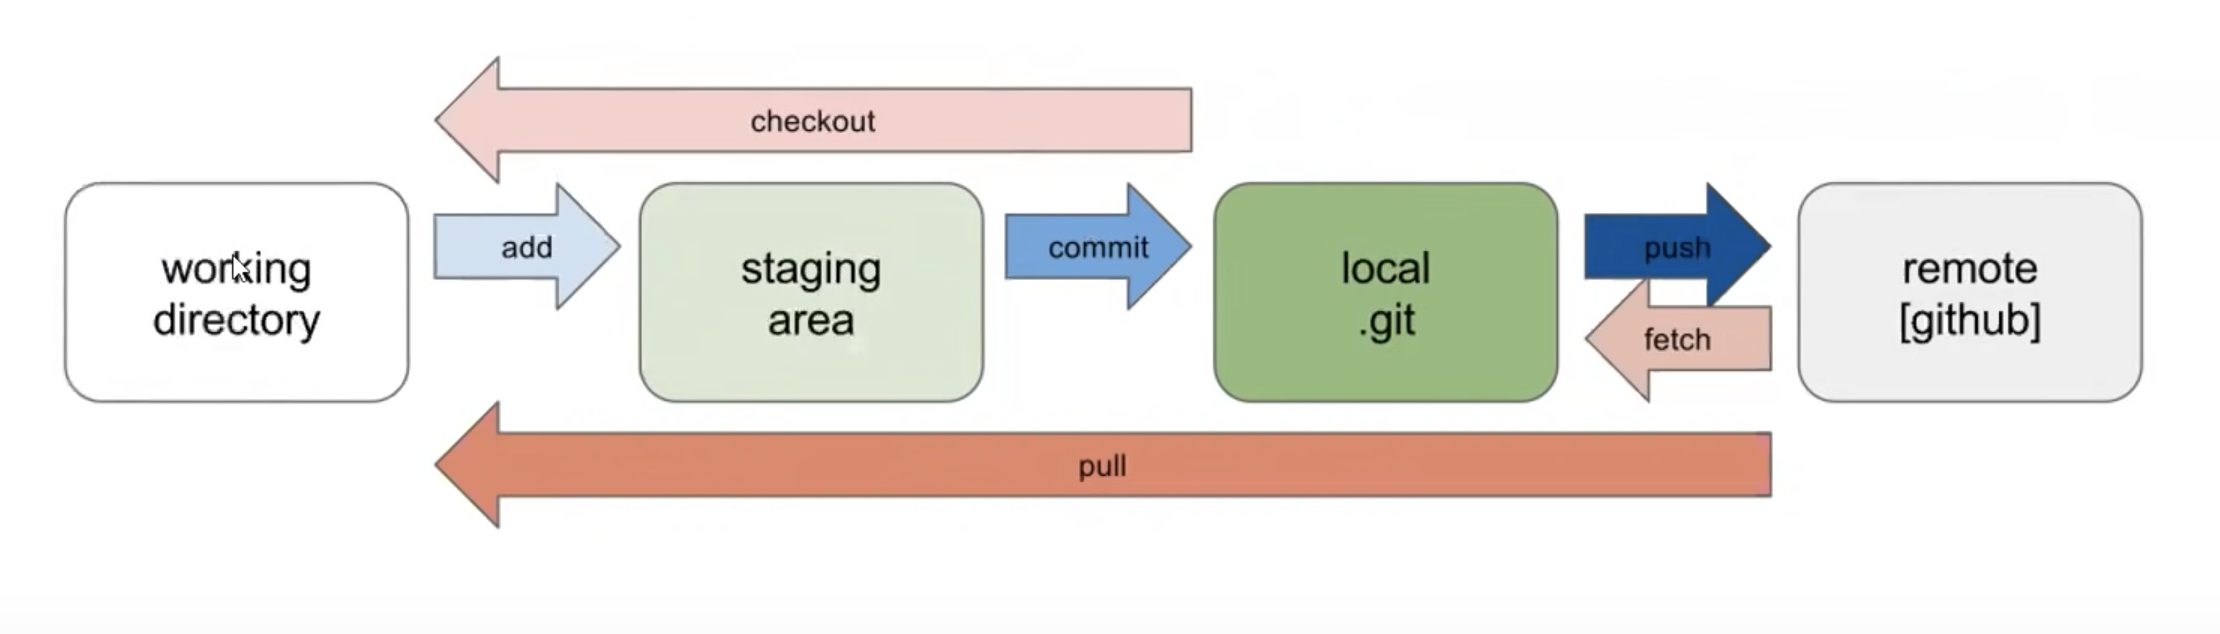 checkout
working
directory
add
staging
area
commit
local
.git
push
fetch
remote
[github]
pull